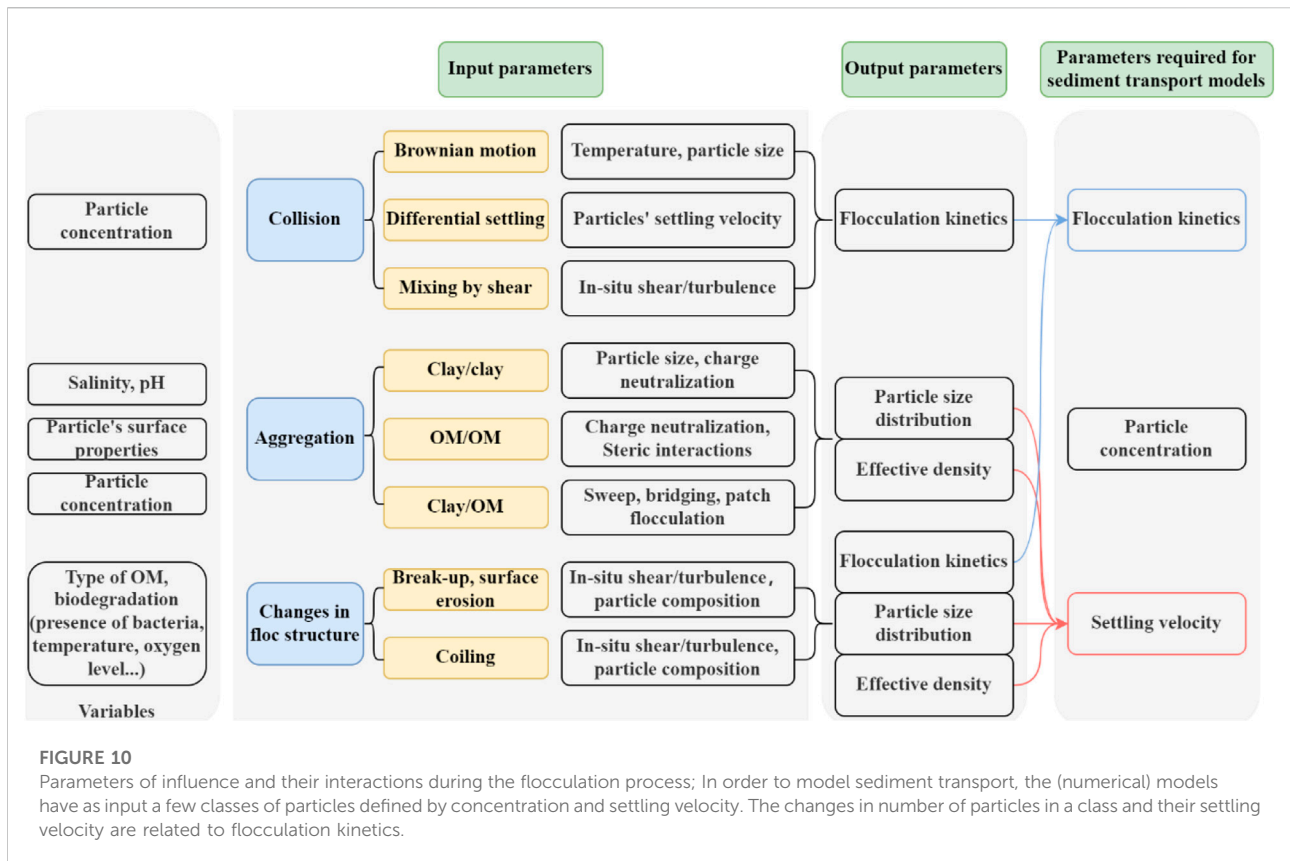 Input parameters
Output parameters
Parameters required for
sediment transport models
Particle
concentration
Salinity, pH
Particle's surface
properties
Particle
concentration
Type of OM,
biodegradation
(presence of bacteria,
temperature, oxygen
level...)
Variables
Collision
Brownian motion
Temperature, particle size
Differential settling
Particles' settling velocity
Mixing by shear
In-situ shear/turbulence
Aggregation
Clay/clay
Particle size, charge
neutralization
OM/OM
Charge neutralization,
Steric interactions
Clay/OM
Sweep, bridging, patch
flocculation
Changes in
floc structure
Break-up, surface
erosion
In-situ shear/turbulence,
particle composition
Coiling
In-situ shear/turbulence,
particle composition
Flocculation kinetics
Particle size
distribution
Effective density
Flocculation kinetics
Particle size
distribution
Effective density
Flocculation kinetics
Particle
concentration
Settling velocity
FIGURE 10
Parameters of influence and their interactions during the flocculation process; In order to model sediment transport, the (numerical) models
have as input a few classes of particles defined by concentration and settling velocity. The changes in number of particles in a class and their settling
velocity are related to flocculation kinetics.